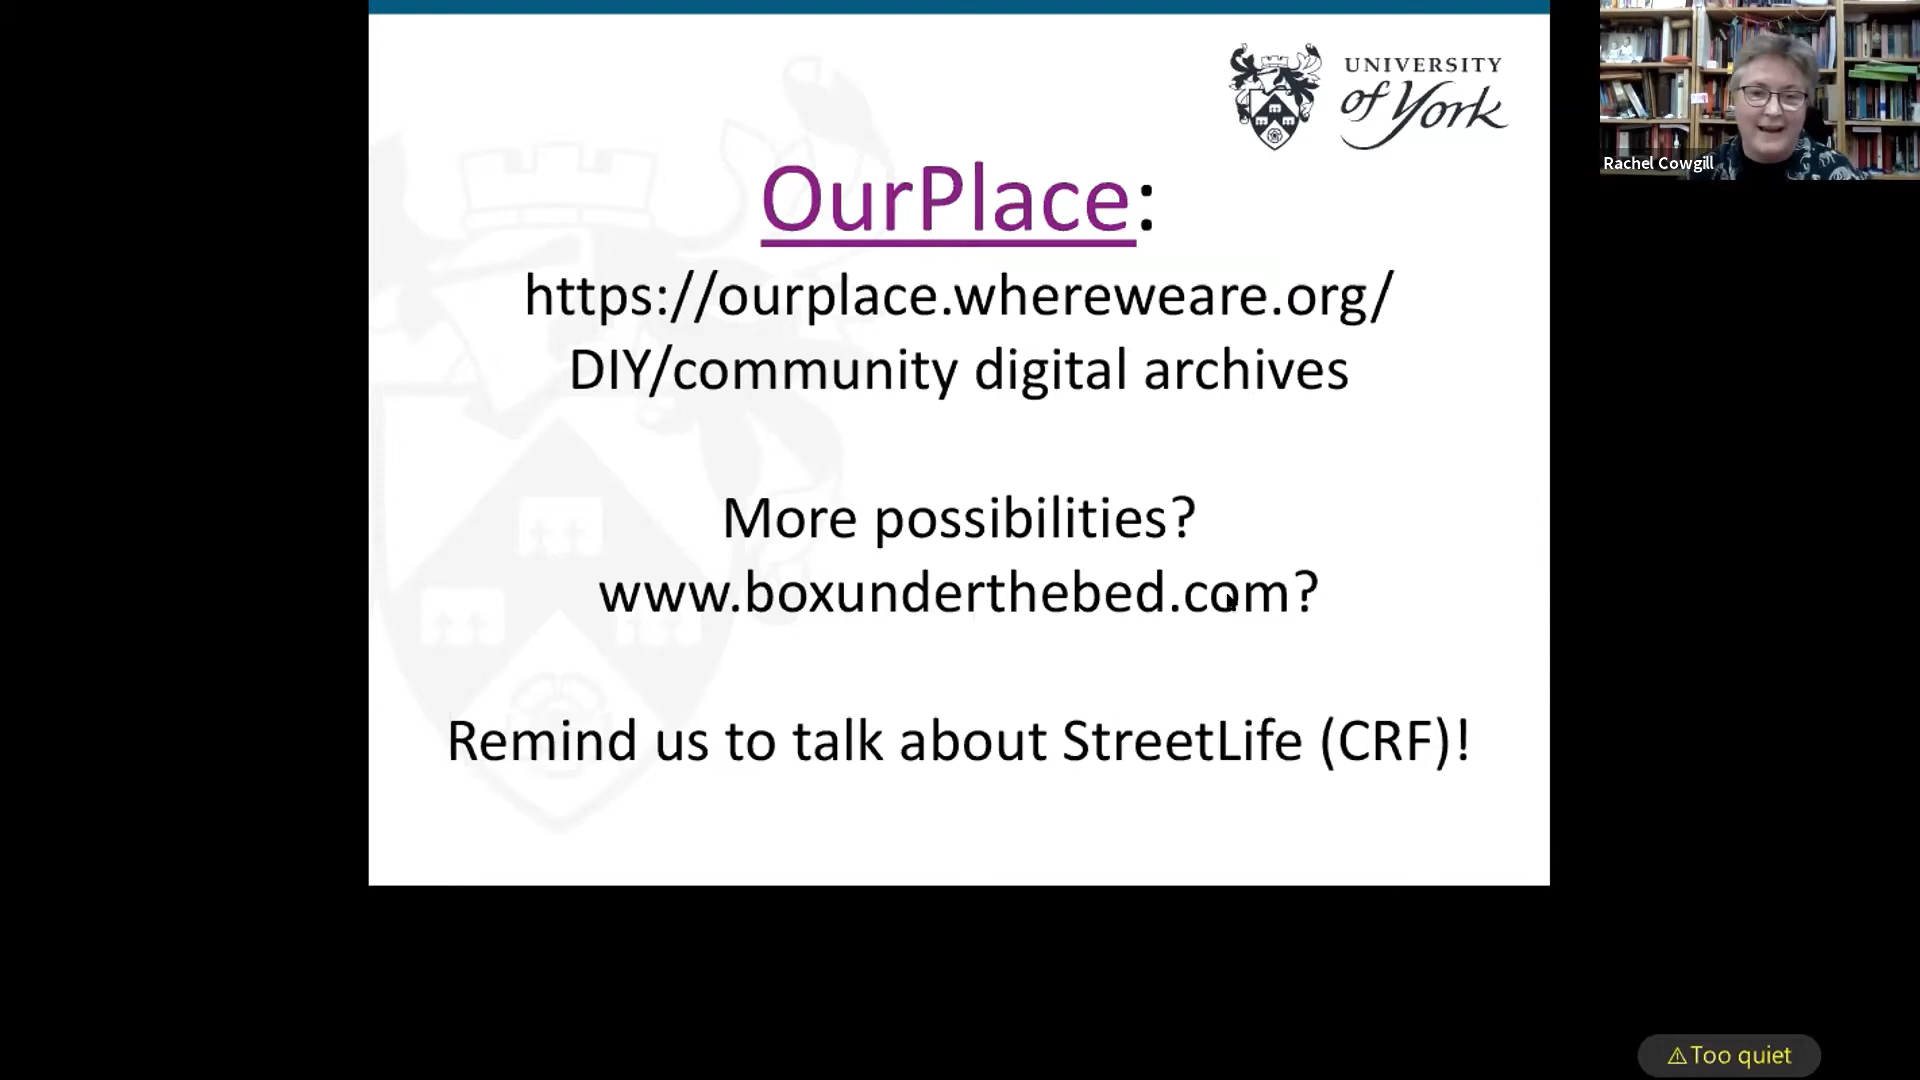 UNIVERSITY
of York
Rachel Cowgill
OurPlace:
https://ourplace.whereweare.org/
DIY/community digital archives
More possibilities?
www.boxunderthebed.com?
Remind us to talk about StreetLife (CRF)!
⚠Too quiet